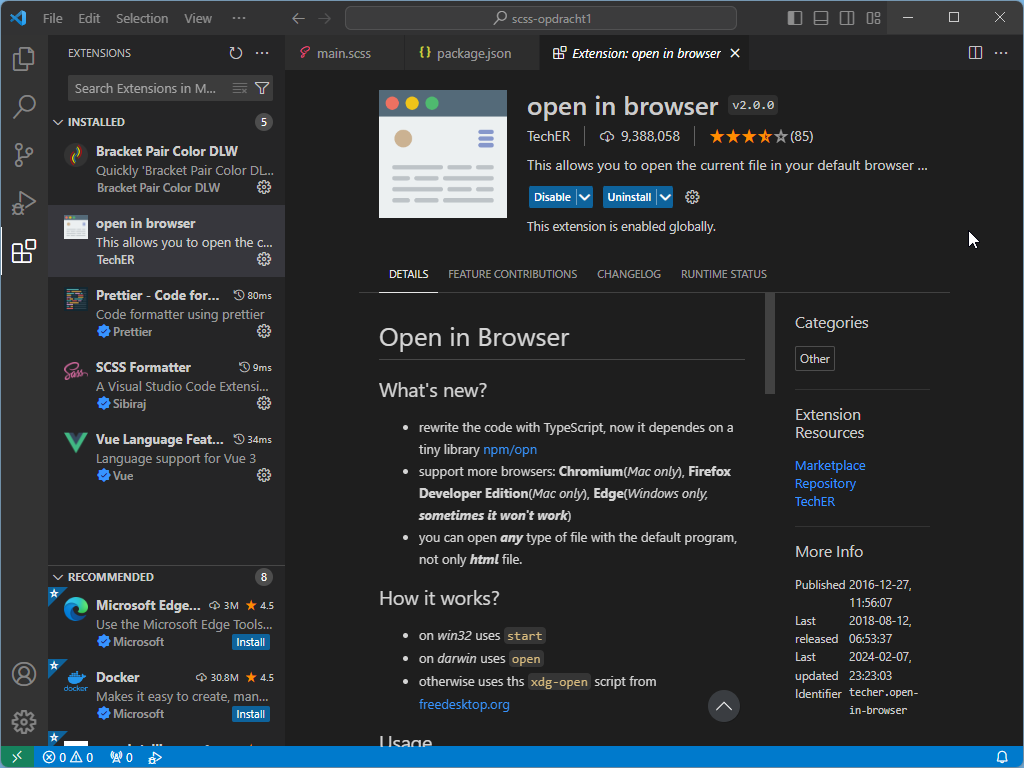 File Edit Selection View ···
scss-opdracht1
EXTENSIONS
main.scss
{} package.json
Extension: open in browser
Search Extensions in M...
INSTALLED 5
Bracket Pair Color DLW
Quickly 'Bracket Pair Color DL...
Bracket Pair Color DLW
open in browser
This allows you to open the c...
TechER
Prettier - Code for... 80ms
Code formatter using prettier
Prettier
SCSS Formatter 9ms
A Visual Studio Code Extensi...
Sibiraj
Vue Language Feat... 34ms
Language support for Vue 3
Vue
RECOMMENDED 8
Microsoft Edge... 3M 4.5
Use the Microsoft Edge Tools...
Microsoft Install
Docker 30.8M 4.5
docker
Makes it easy to create, man...
Microsoft Install
open in browser v2.0.0
TechER 9,388,058 (85)
This allows you to open the current file in your default browser ...
Disable Uninstall
This extension is enabled globally.
DETAILS FEATURE CONTRIBUTIONS CHANGELOG RUNTIME STATUS
Open in Browser
What's new?
• rewrite the code with TypeScript, now it dependes on a
tiny library npm/opn
• support more browsers: Chromium(Mac only), Firefox
Developer Edition(Mac only), Edge(Windows only,
sometimes it won't work)
• you can open any type of file with the default program,
not only html file.
How it works?
• on win32 uses start
• on darwin uses open
• otherwise uses ths xdg-open script from
freedesktop.org
Usage
Categories
Other
Extension
Resources
Marketplace
Repository
TechER
More Info
Published 2016-12-27,
11:56:07
Last 2018-08-12,
released 06:53:37
Last 2024-02-07,
updated 23:23:03
Identifier techer.open-
in-browser
0 0 0